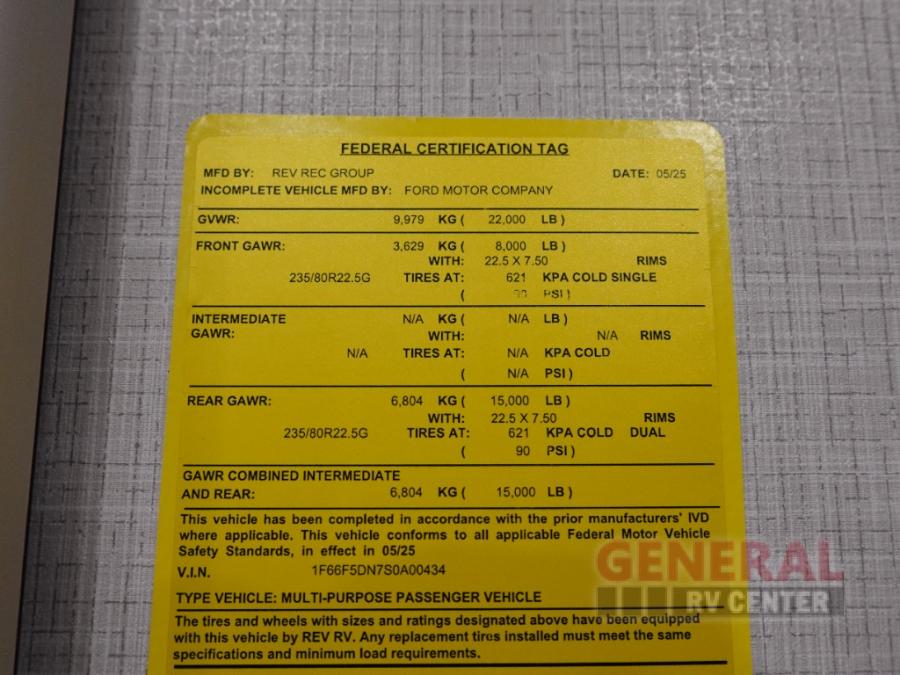 FEDERAL CERTIFICATION TAG
MFD BY: REV REC GROUP DATE: 05/25
INCOMPLETE VEHICLE MFD BY: FORD MOTOR COMPANY
GVWR: 9,979 KG ( 22,000 LB )
FRONT GAWR: 3,629 KG ( 8,000 LB )
WITH: 22.5 X 7.50 RIMS
235/80R22.5G TIRES AT: 621 KPA COLD SINGLE
( 90 PSI )
INTERMEDIATE N/A KG ( N/A LB )
GAWR: WITH: N/A RIMS
N/A TIRES AT: N/A KPA COLD
( N/A PSI )
REAR GAWR: 6,804 KG ( 15,000 LB )
WITH: 22.5 X 7.50 RIMS
235/80R22.5G TIRES AT: 621 KPA COLD DUAL
( 90 PSI )
GAWR COMBINED INTERMEDIATE
AND REAR: 6,804 KG ( 15,000 LB )
This vehicle has been completed in accordance with the prior manufacturers' IVD
where applicable. This vehicle conforms to all applicable Federal Motor Vehicle
Safety Standards, in effect in 05/25
V.I.N. 1F66F5DN7S0A00434
TYPE VEHICLE: MULTI-PURPOSE PASSENGER VEHICLE
The tires and wheels with sizes and ratings designated above have been equipped
with this vehicle by REV RV. Any replacement tires installed must meet the same
specifications and minimum load requirements.
GENERAL
RV CENTER